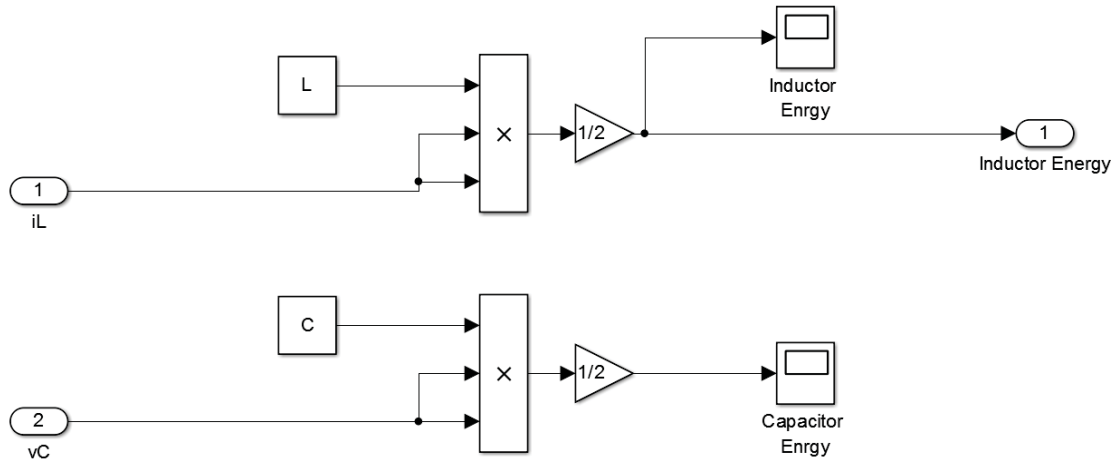 L
×
1/2
Inductor
Enrgy
1
Inductor Energy
1
iL
C
×
1/2
Capacitor
Enrgy
2
vC